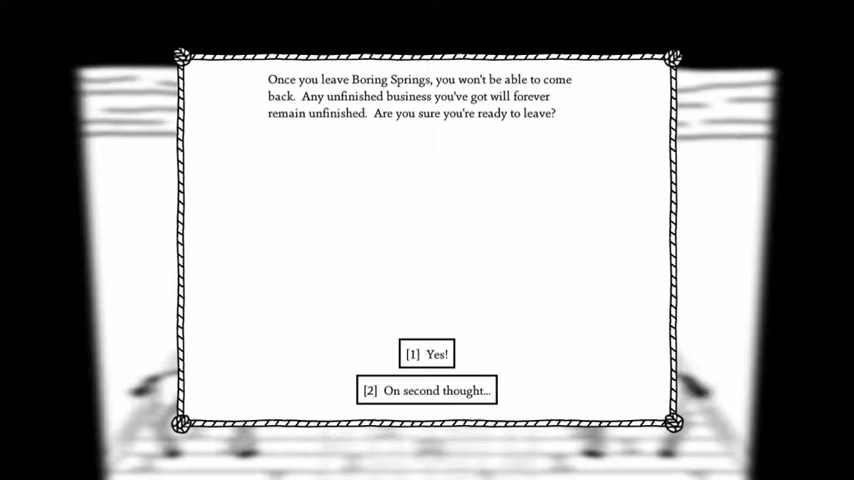 Once you leave Boring Springs, you won't be able to come
back.  Any unfinished business you've got will forever
remain unfinished.  Are you sure you're ready to leave?
[1]  Yes!
[2]  On second thought...